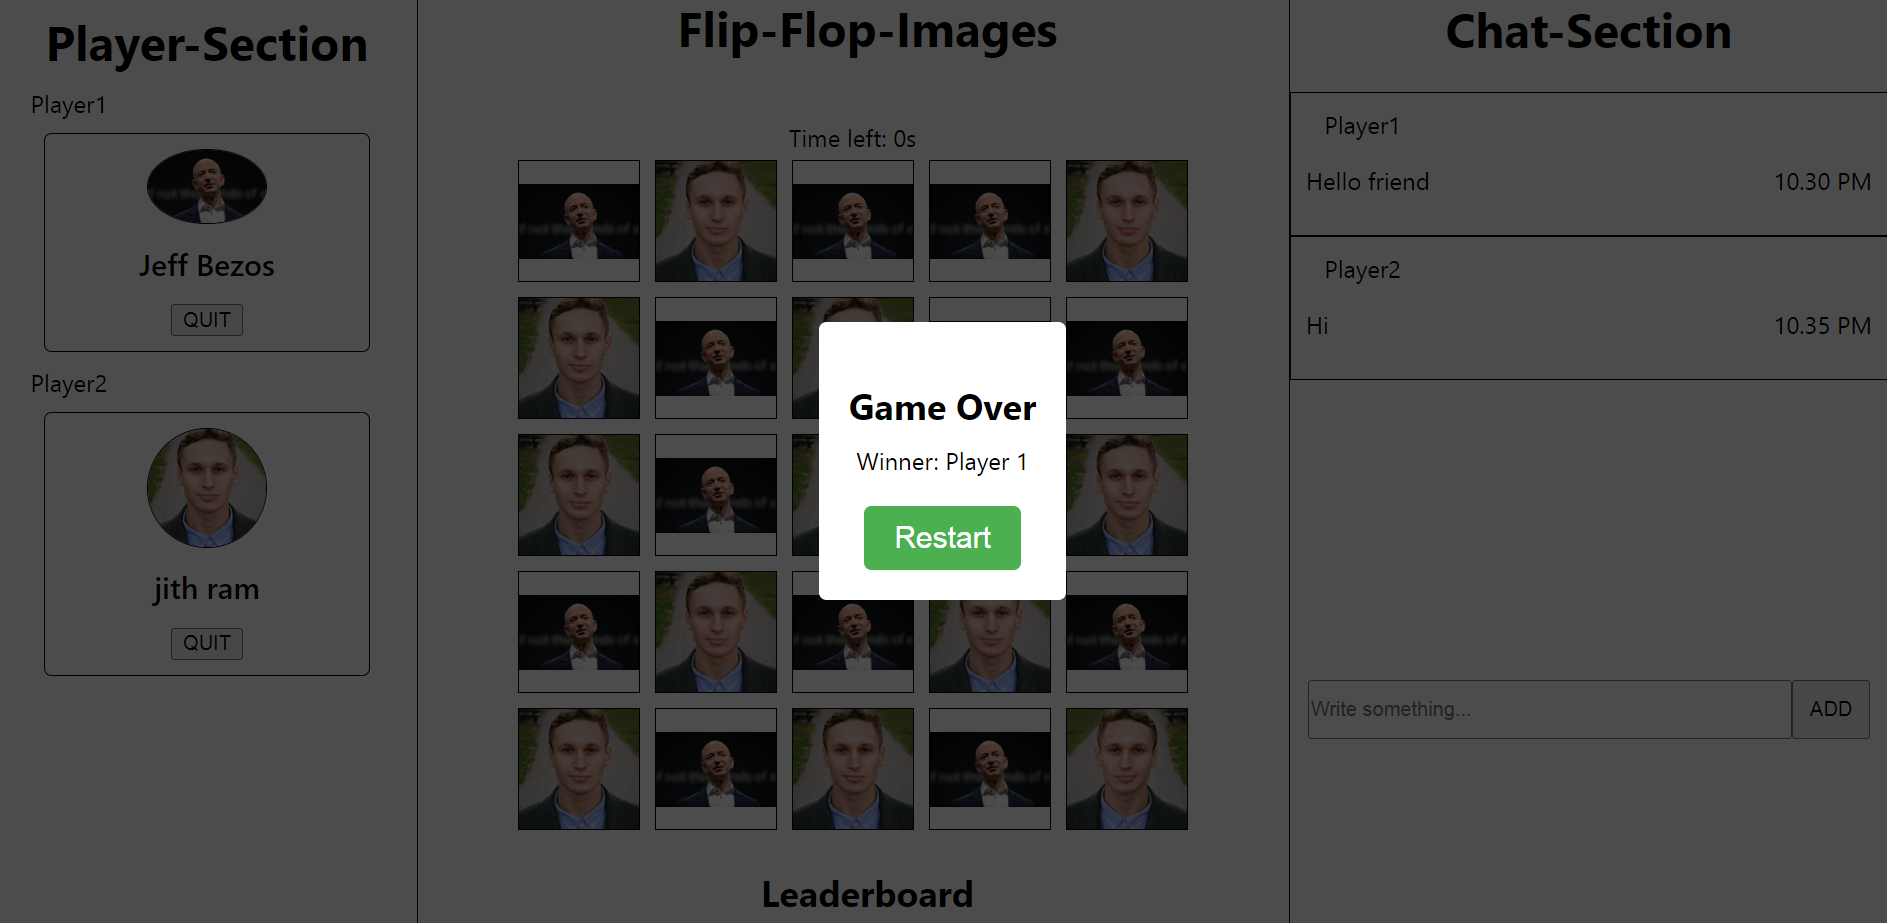 Player-Section
Player1
Jeff Bezos
QUIT
Player2
jith ram
QUIT
Flip-Flop-Images
Time left: 0s
Game Over
Winner: Player 1
Restart
Leaderboard
Chat-Section
Player1
Hello friend 10.30 PM
Player2
Hi 10.35 PM
Write something... ADD